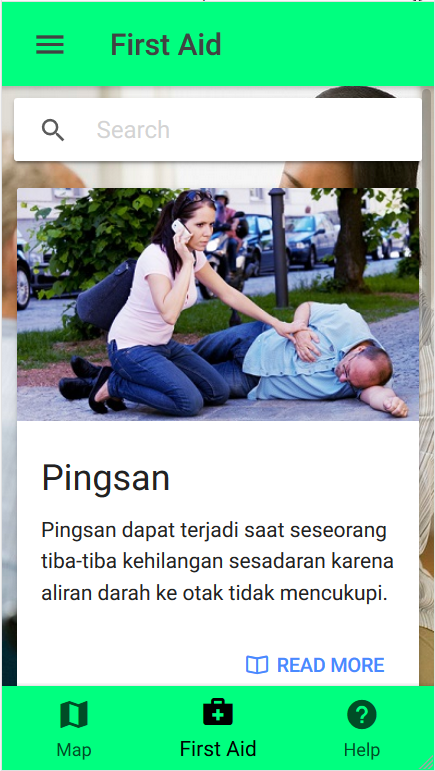 First Aid
Search
Pingsan
Pingsan dapat terjadi saat seseorang
tiba-tiba kehilangan sesadaran karena
aliran darah ke otak tidak mencukupi.
READ MORE
Map
First Aid
Help